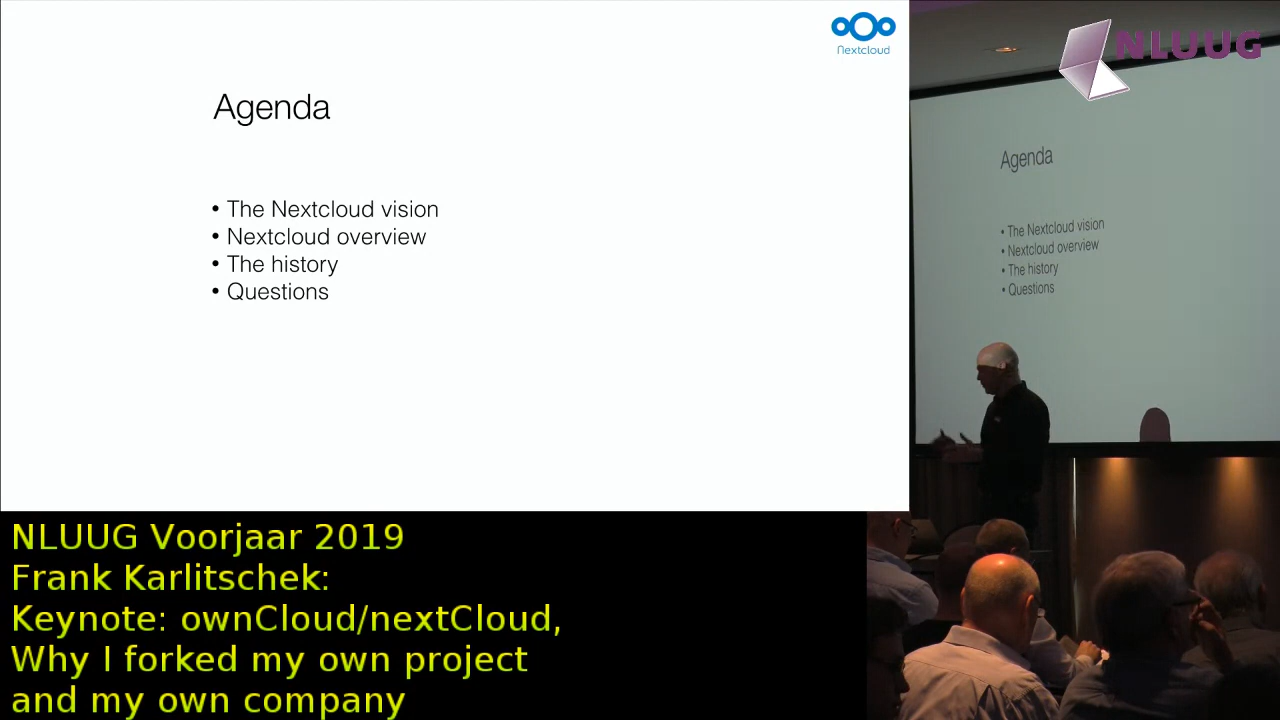 Nextcloud
Agenda
• The Nextcloud vision
• Nextcloud overview
• The history
• Questions
NLUUG
Agenda
• The Nextcloud vision
• Nextcloud overview
• The history
• Questions
NLUUG Voorjaar 2019
Frank Karlitschek:
Keynote: ownCloud/nextCloud,
Why I forked my own project
and my own company